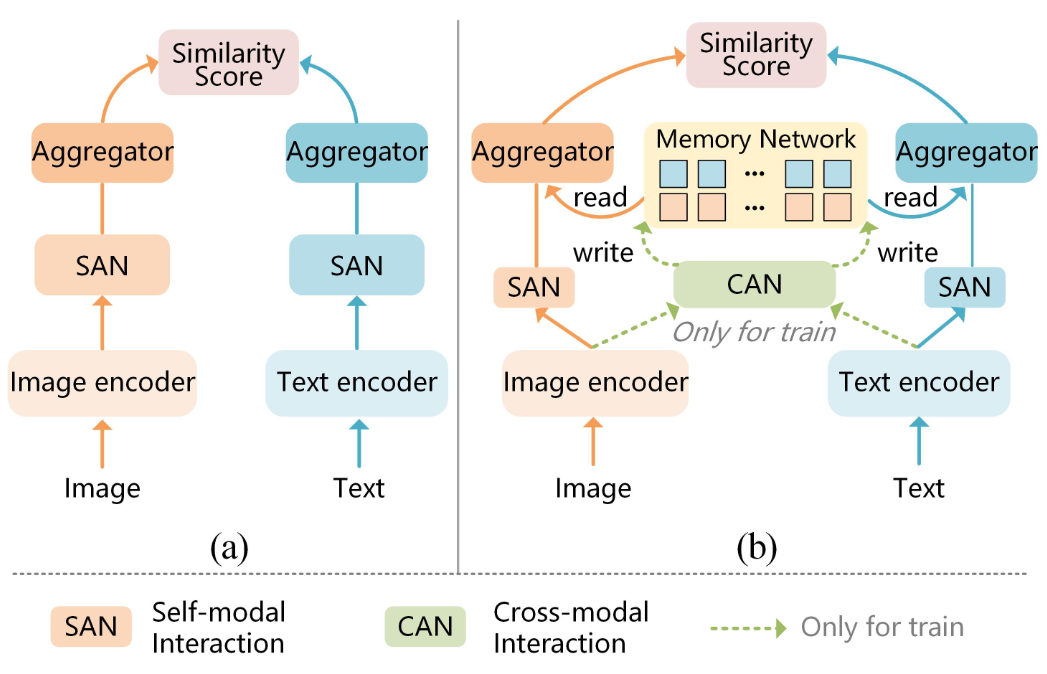 Similarity
Score
Aggregator
Aggregator
SAN
SAN
Image encoder
Text encoder
Image
Text
(a)
Similarity
Score
Aggregator
Memory Network
...
...
Aggregator
read
read
write
write
SAN
CAN
SAN
Only for train
Image encoder
Text encoder
Image
Text
(b)
SAN
Self-modal
Interaction
CAN
Cross-modal
Interaction
Only for train